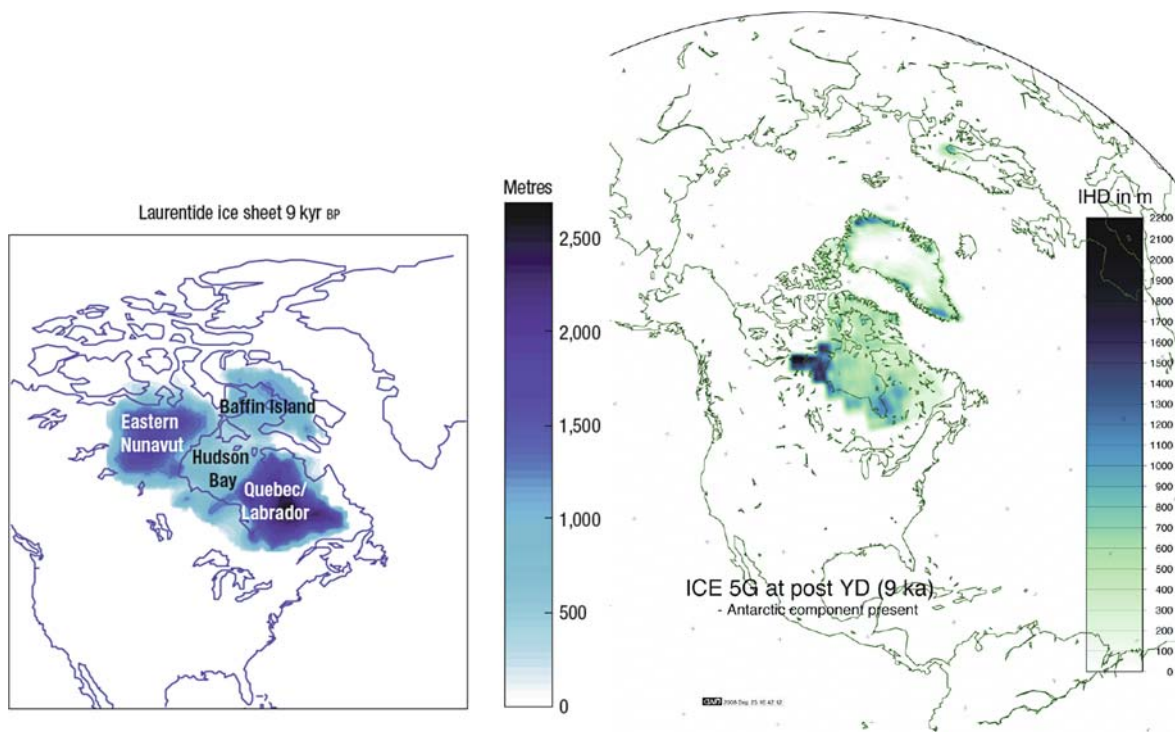 Laurentide ice sheet 9 kyr BP
Metres
2,500
2,000
1,500
1,000
500
0
Baffin Island
Eastern
Nunavut
Hudson
Bay
Quebec/
Labrador
IHD in m
2200
2100
2000
1900
1800
1700
1600
1500
1400
1300
1200
1100
1000
900
800
700
600
500
400
300
200
100
0
ICE 5G at post YD (9 ka)
- Antarctic component present